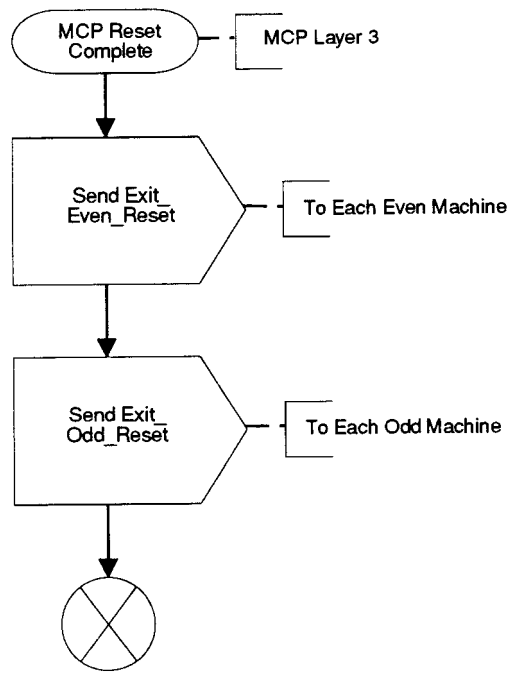 MCP Reset
Complete
MCP Layer 3
Send Exit_
Even_Reset
To Each Even Machine
Send Exit_
Odd_Reset
To Each Odd Machine